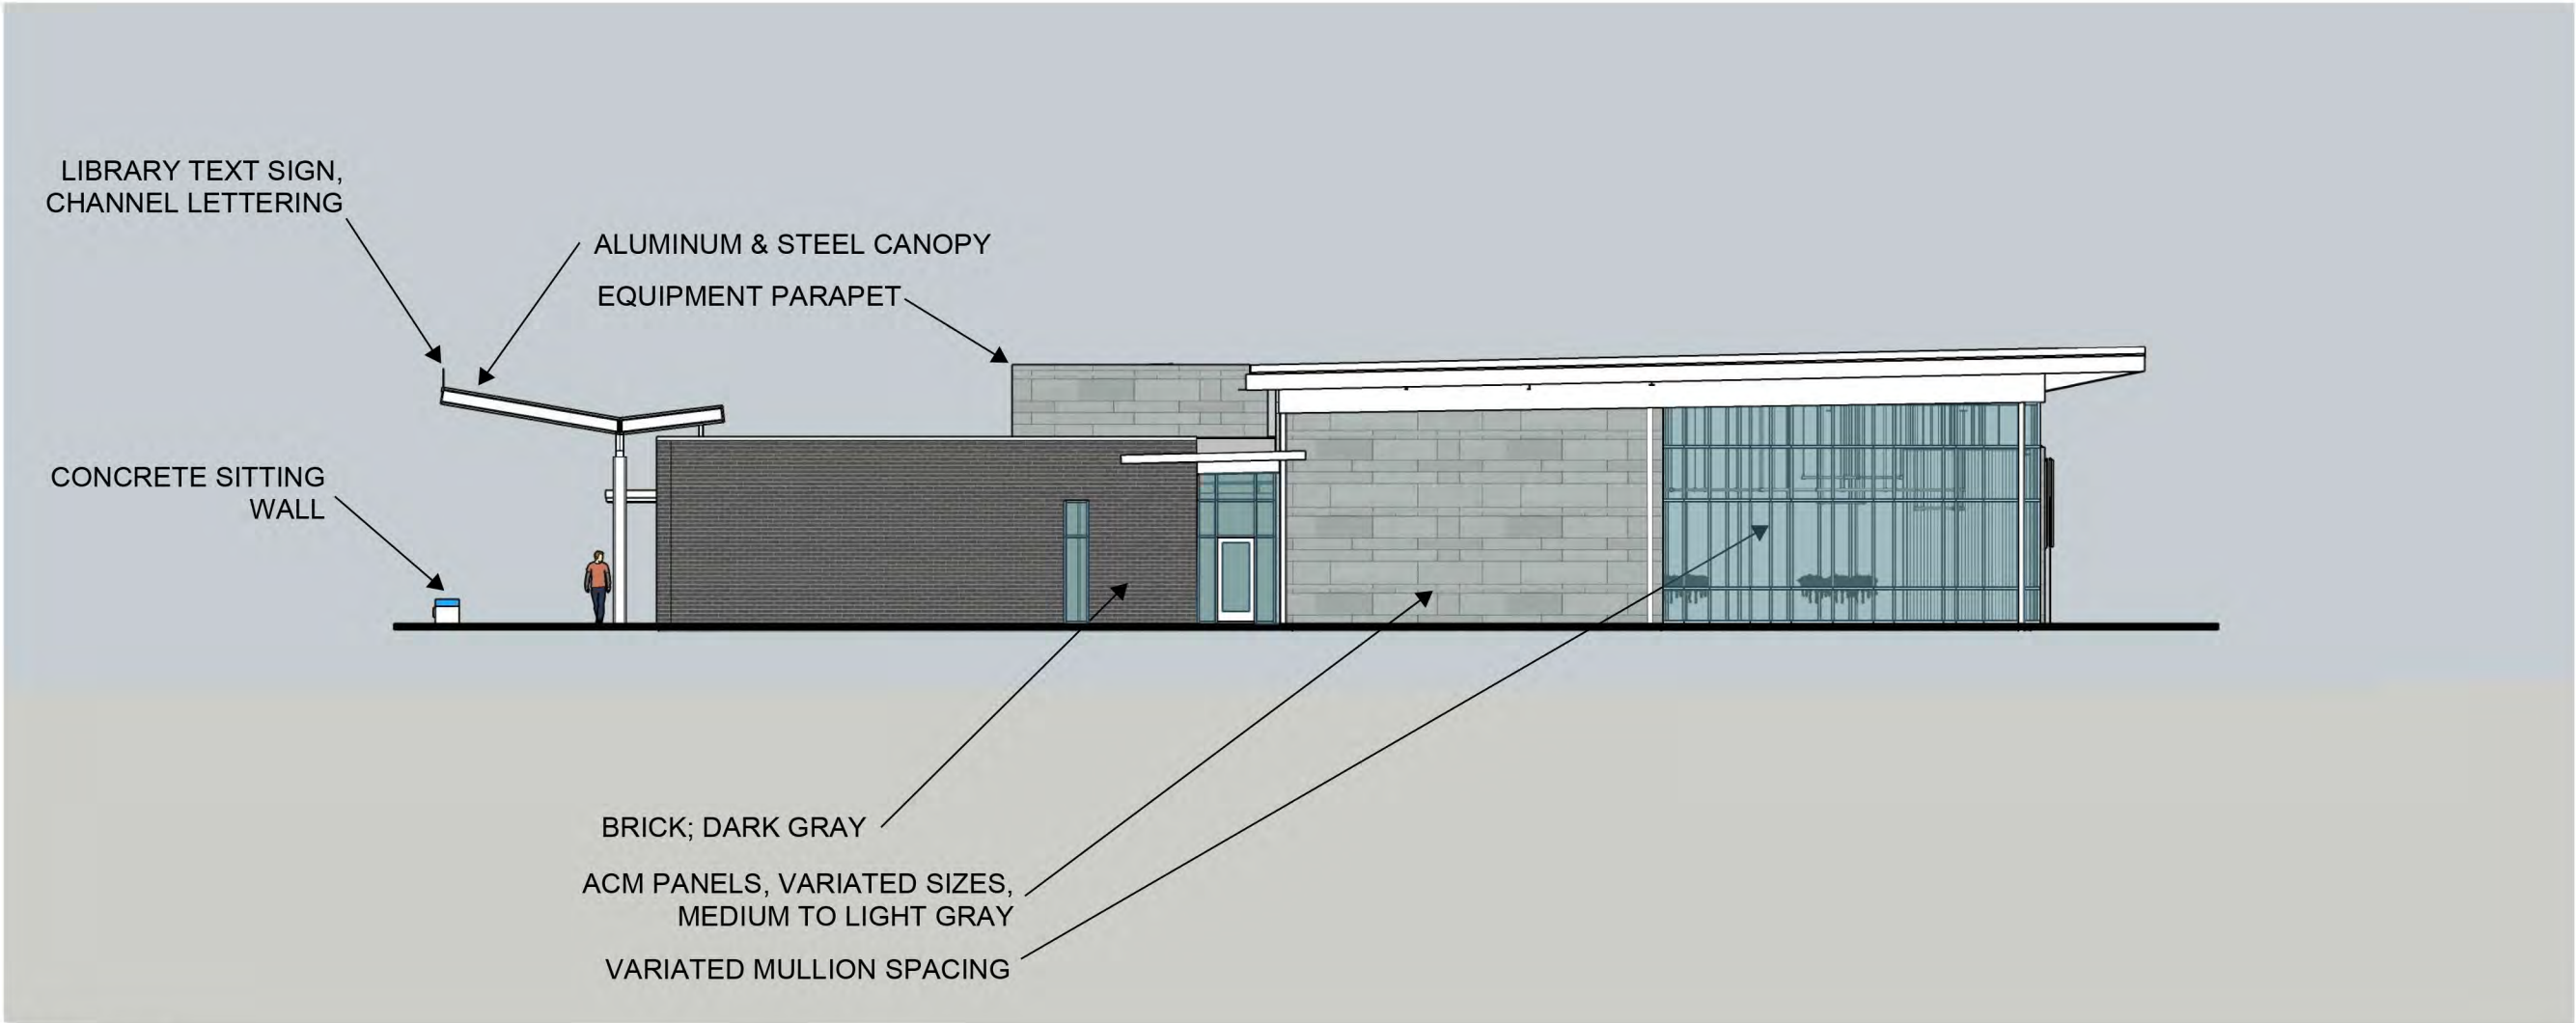 LIBRARY TEXT SIGN,
CHANNEL LETTERING
ALUMINUM & STEEL CANOPY
EQUIPMENT PARAPET
CONCRETE SITTING
WALL
BRICK; DARK GRAY
ACM PANELS, VARIATED SIZES,
MEDIUM TO LIGHT GRAY
VARIATED MULLION SPACING